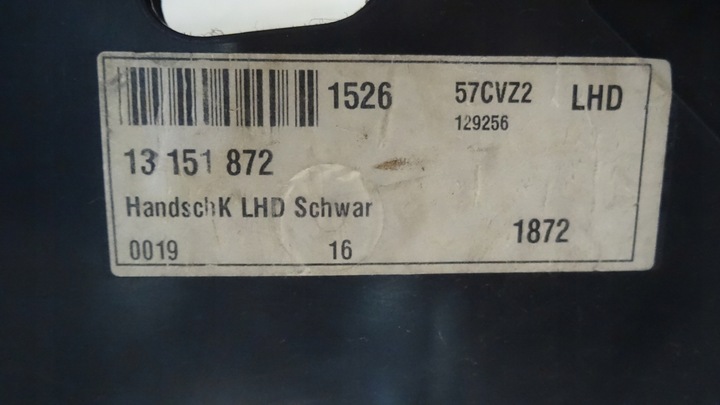 1526 57CVZ2 LHD
129256
13 151 872
HandschK LHD Schwar
1872
0019 16